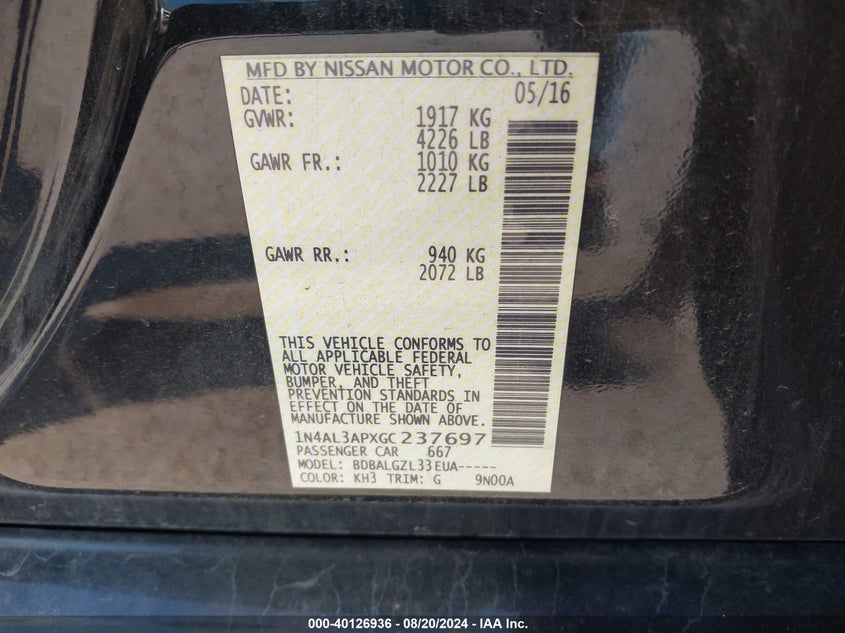 MFD BY NISSAN MOTOR CO., LTD.
DATE: 05/16
GVWR: 1917 KG
4226 LB
GAWR FR.: 1010 KG
2227 LB
GAWR RR.: 940 KG
2072 LB
THIS VEHICLE CONFORMS TO
ALL APPLICABLE FEDERAL
MOTOR VEHICLE SAFETY,
BUMPER, AND THEFT
PREVENTION STANDARDS IN
EFFECT ON THE DATE OF
MANUFACTURE SHOWN ABOVE.
1N4AL3APXGC237697
PASSENGER CAR 667
MODEL: BDBALGZL33EUA-----
COLOR: KH3 TRIM: G 9N00A
000-40126936 - 08/20/2024 - IAA Inc.